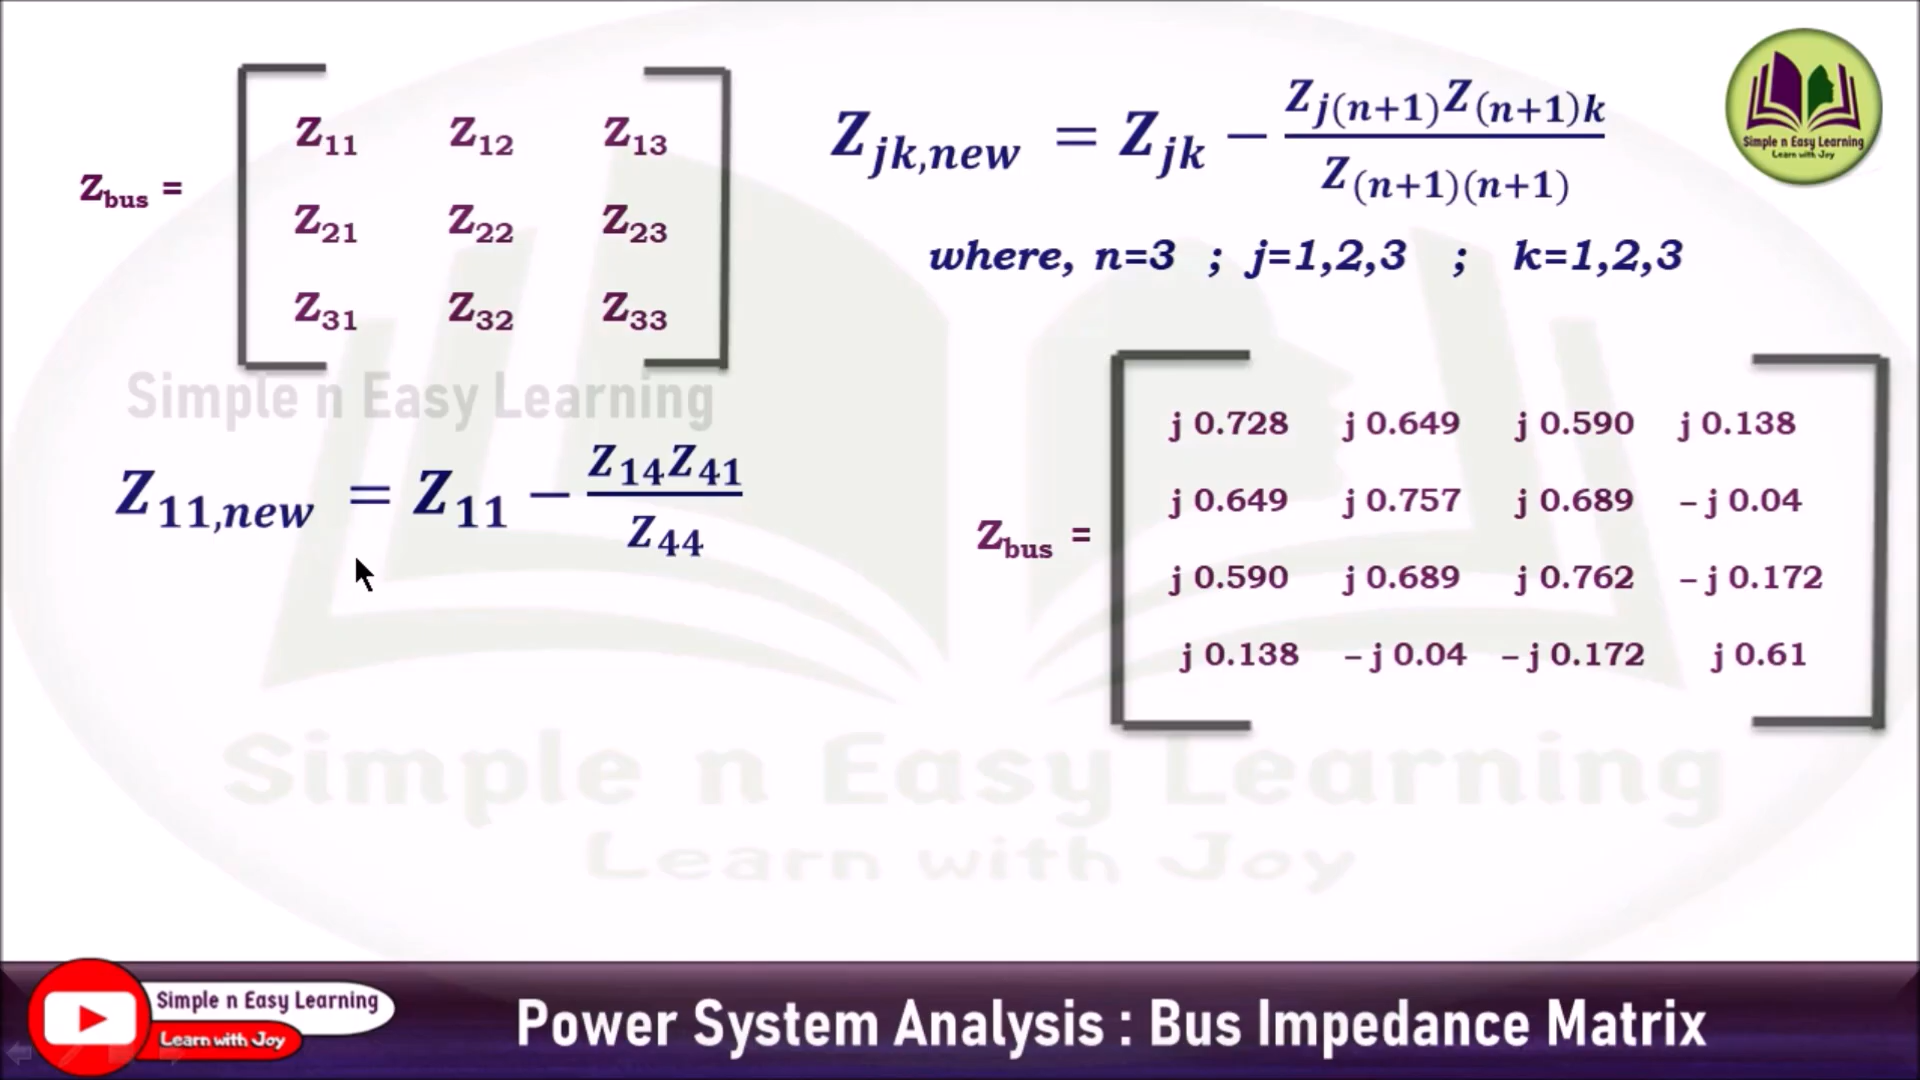 Z11 Z12 Z13
Zbus =
Z21 Z22 Z23
Z31 Z32 Z33
Zjk,new = Zjk − Zj(n+1)Z(n+1)k / Z(n+1)(n+1)
where, n=3 ; j=1,2,3 ; k=1,2,3
Simple n Easy Learning
Learn with Joy
Simple n Easy Learning
Z11,new = Z11 − Z14Z41 / Z44
j 0.728 j 0.649 j 0.590 j 0.138
j 0.649 j 0.757 j 0.689 – j 0.04
Zbus =
j 0.590 j 0.689 j 0.762 – j 0.172
j 0.138 – j 0.04 – j 0.172 j 0.61
Simple n Easy Learning
Learn with Joy
Simple n Easy Learning
Learn with Joy
Power System Analysis : Bus Impedance Matrix